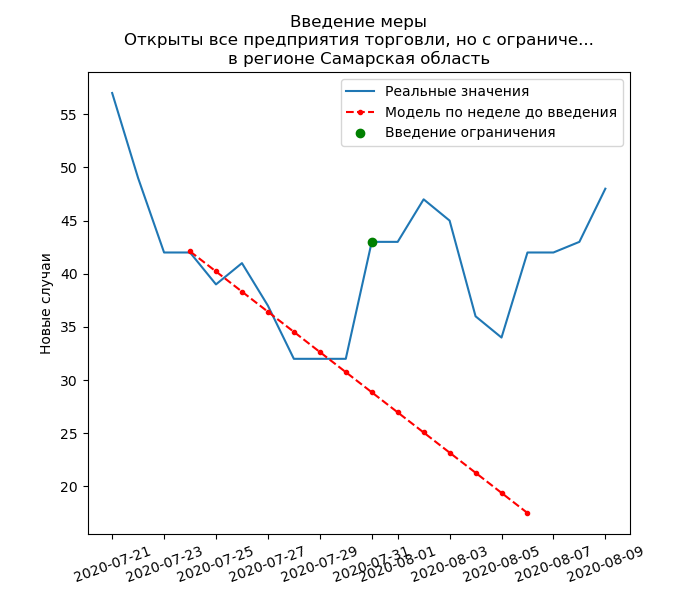 Введение меры
Открыты все предприятия торговли, но с ограниче...
в регионе Самарская область
Реальные значения
Модель по неделе до введения
Введение ограничения
Новые случаи
55
50
45
40
35
30
25
20
2020-07-21
2020-07-23
2020-07-25
2020-07-27
2020-07-29
2020-07-31
2020-08-01
2020-08-03
2020-08-05
2020-08-07
2020-08-09